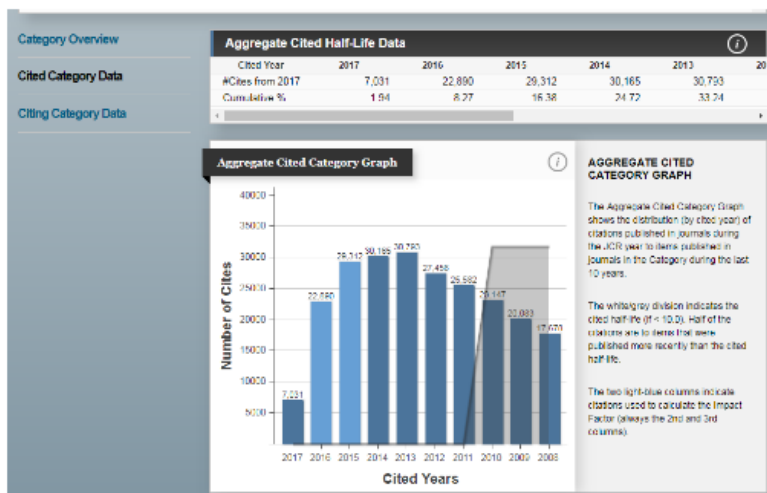 Category Overview
Cited Category Data
Citing Category Data
Aggregate Cited Half-Life Data
Cited Year 2017 2016 2015 2014 2013 20
#Cites from 2017 7,031 22,890 29,312 30,165 30,793
Cumulative % 1.94 8.27 16.38 24.72 33.24
Aggregate Cited Category Graph
Number of Cites
40000
35000
30000
25000
20000
15000
10000
5000
7,031
22,890
29,312
30,165
30,793
27,456
25,582
23,147
20,083
17,678
2017 2016 2015 2014 2013 2012 2011 2010 2009 2008
Cited Years
AGGREGATE CITED
CATEGORY GRAPH
The Aggregate Cited Category Graph
shows the distribution (by cited year) of
citations published in journals during
the JCR year to items published in
journals in the Category during the last
10 years.
The white/grey division indicates the
cited half-life (if < 10.0). Half of the
citations are to items that were
published more recently than the cited
half-life.
The two light-blue columns indicate
citations used to calculate the Impact
Factor (always the 2nd and 3rd
columns).